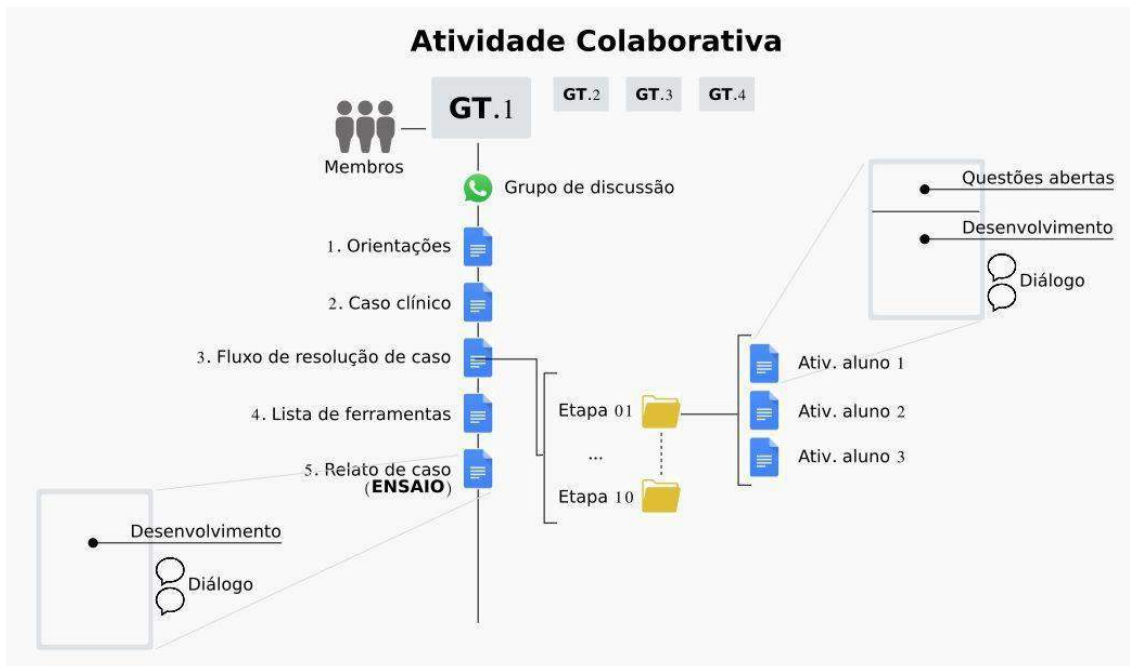 Atividade Colaborativa
GT.1
GT.2
GT.3
GT.4
Membros
Grupo de discussão
1. Orientações
2. Caso clínico
3. Fluxo de resolução de caso
4. Lista de ferramentas
5. Relato de caso
(ENSAIO)
Etapa 01
...
Etapa 10
Ativ. aluno 1
Ativ. aluno 2
Ativ. aluno 3
Questões abertas
Desenvolvimento
Diálogo
Desenvolvimento
Diálogo